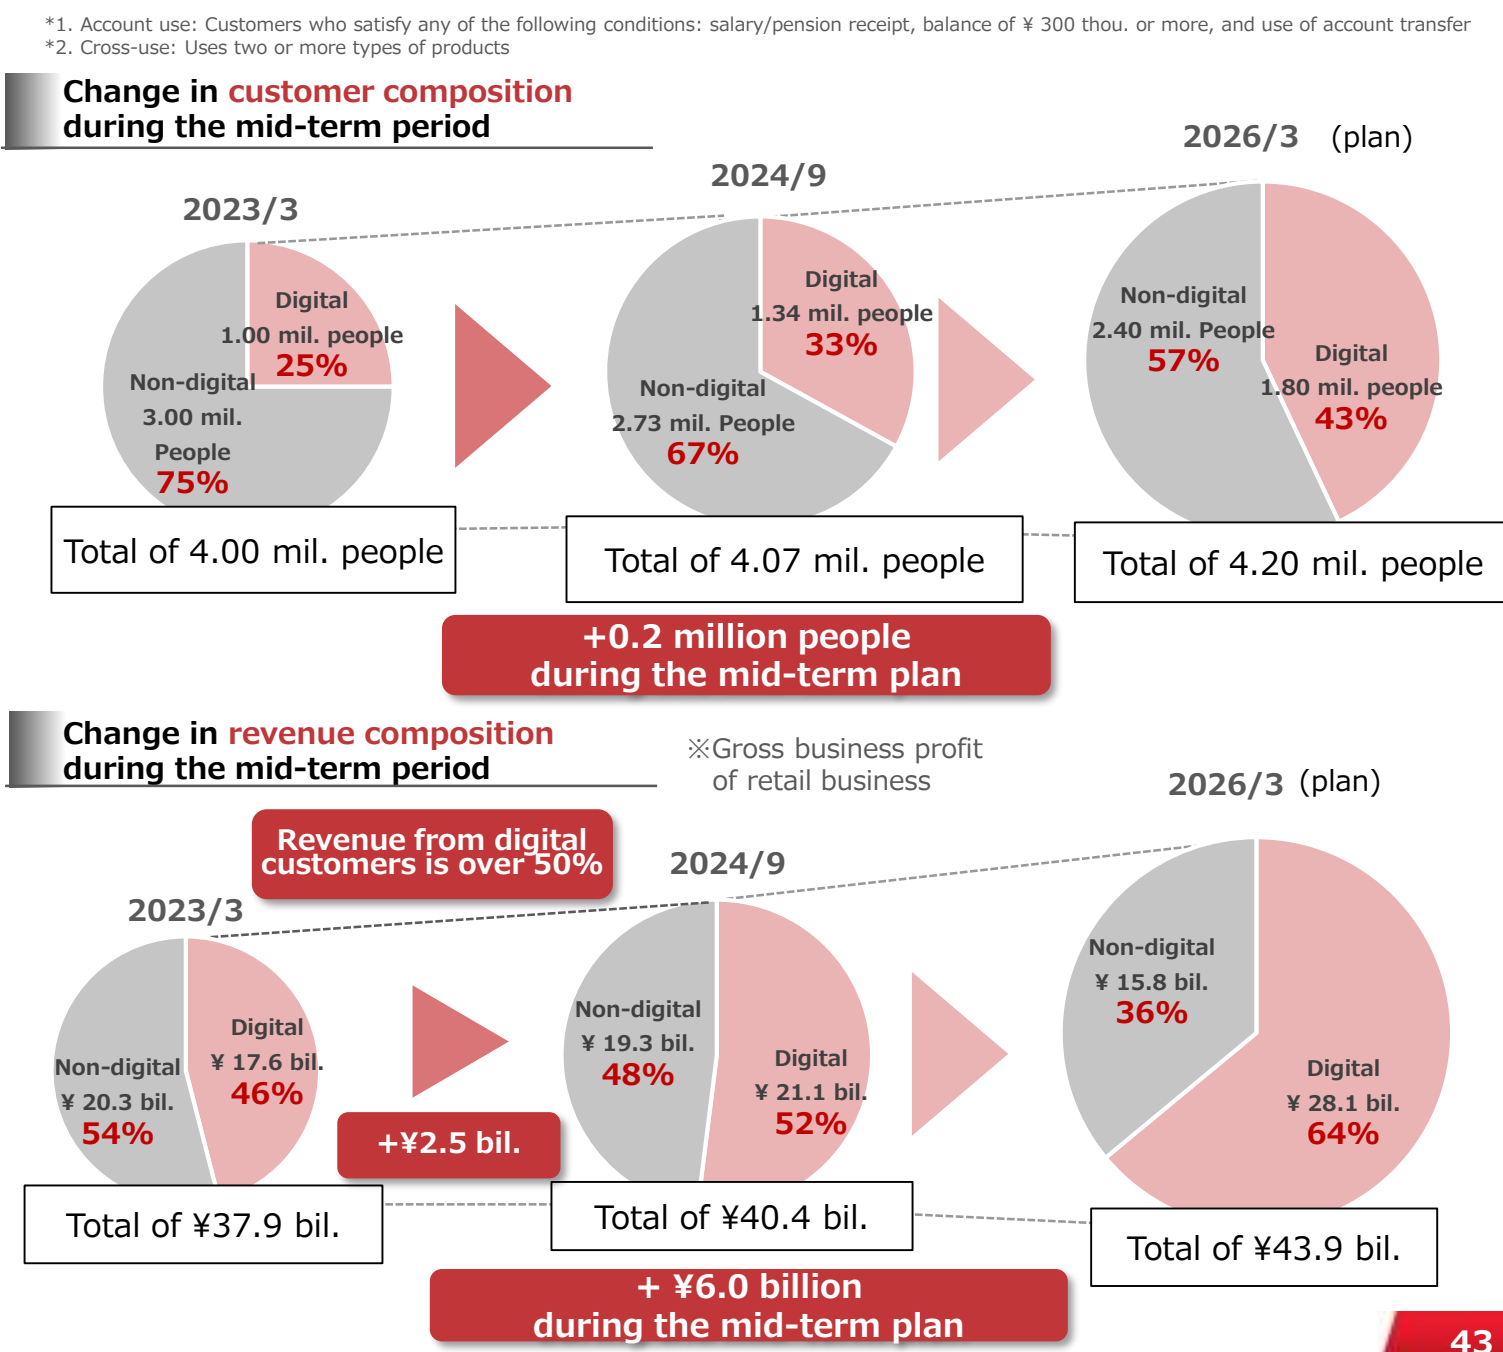 *1. Account use: Customers who satisfy any of the following conditions: salary/pension receipt, balance of ¥ 300 thou. or more, and use of account transfer
*2. Cross-use: Uses two or more types of products
Change in customer composition
during the mid-term period
2023/3
2024/9
2026/3 (plan)
Digital
1.00 mil. people
25%
Non-digital
3.00 mil.
People
75%
Digital
1.34 mil. people
33%
Non-digital
2.73 mil. People
67%
Non-digital
2.40 mil. People
57%
Digital
1.80 mil. people
43%
Total of 4.00 mil. people
Total of 4.07 mil. people
Total of 4.20 mil. people
+0.2 million people
during the mid-term plan
Change in revenue composition
during the mid-term period
※Gross business profit
of retail business
Revenue from digital
customers is over 50%
2023/3
2024/9
2026/3 (plan)
Non-digital
¥ 20.3 bil.
54%
Digital
¥ 17.6 bil.
46%
+¥2.5 bil.
Non-digital
¥ 19.3 bil.
48%
Digital
¥ 21.1 bil.
52%
Non-digital
¥ 15.8 bil.
36%
Digital
¥ 28.1 bil.
64%
Total of ¥37.9 bil.
Total of ¥40.4 bil.
Total of ¥43.9 bil.
+ ¥6.0 billion
during the mid-term plan
43